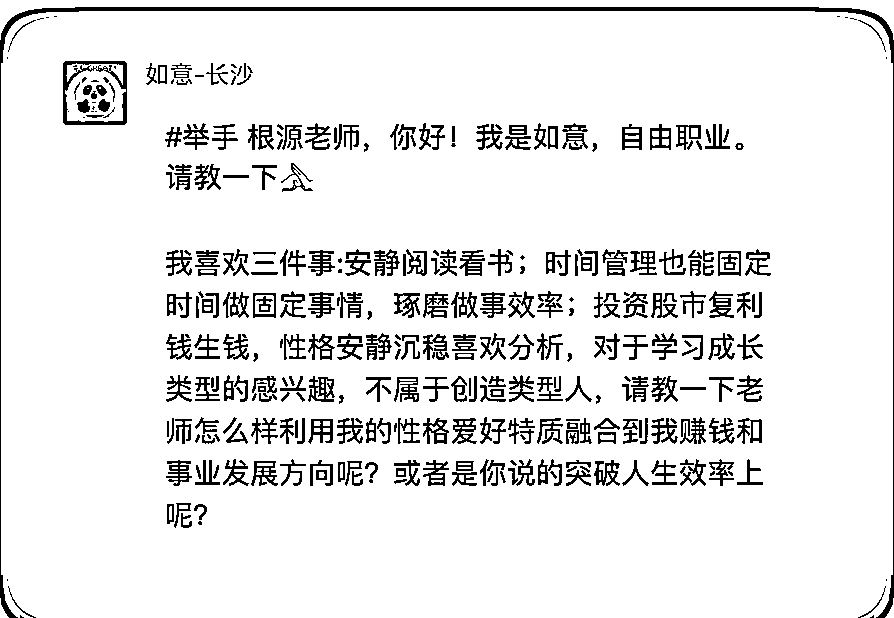 如意-长沙
#举手 根源老师，你好！我是如意，自由职业。
请教一下
我喜欢三件事:安静阅读看书；时间管理也能固定
时间做固定事情，琢磨做事效率；投资股市复利
钱生钱，性格安静沉稳喜欢分析，对于学习成长
类型的感兴趣，不属于创造类型人，请教一下老
师怎么样利用我的性格爱好特质融合到我赚钱和
事业发展方向呢？或者是你说的突破人生效率上
呢？